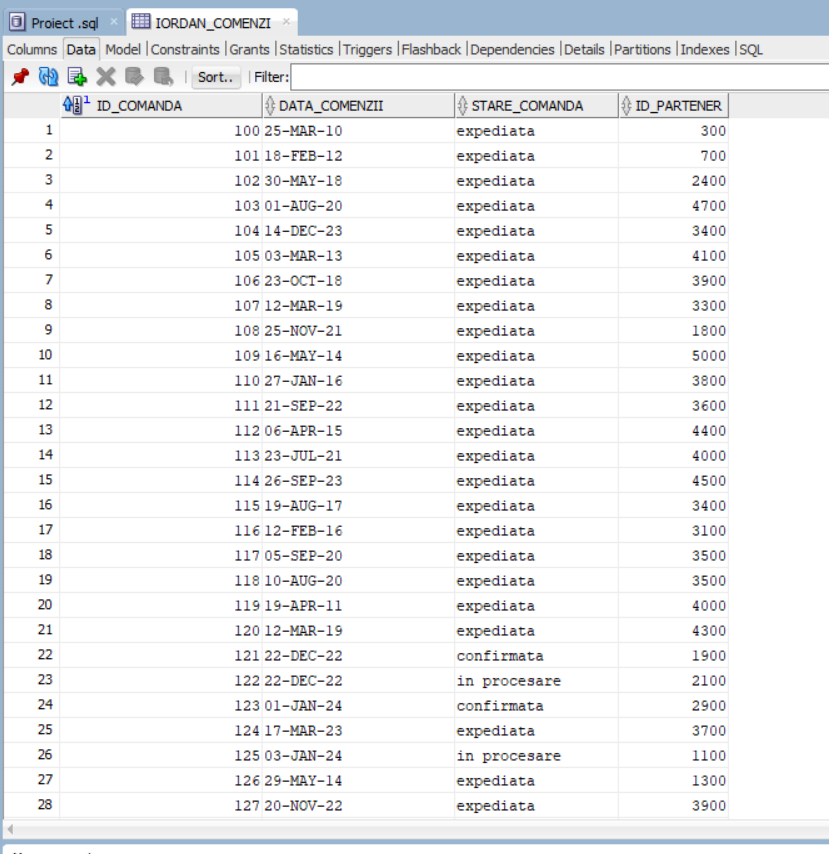 Proiect .sql × IORDAN_COMENZI ×
Columns Data Model |Constraints |Grants |Statistics |Triggers |Flashback |Dependencies |Details |Partitions |Indexes |SQL
Sort.. Filter:
1 ID_COMANDA DATA_COMENZII STARE_COMANDA ID_PARTENER
1 100 25-MAR-10 expediata 300
2 101 18-FEB-12 expediata 700
3 102 30-MAY-18 expediata 2400
4 103 01-AUG-20 expediata 4700
5 104 14-DEC-23 expediata 3400
6 105 03-MAR-13 expediata 4100
7 106 23-OCT-18 expediata 3900
8 107 12-MAR-19 expediata 3300
9 108 25-NOV-21 expediata 1800
10 109 16-MAY-14 expediata 5000
11 110 27-JAN-16 expediata 3800
12 111 21-SEP-22 expediata 3600
13 112 06-APR-15 expediata 4400
14 113 23-JUL-21 expediata 4000
15 114 26-SEP-23 expediata 4500
16 115 19-AUG-17 expediata 3400
17 116 12-FEB-16 expediata 3100
18 117 05-SEP-20 expediata 3500
19 118 10-AUG-20 expediata 3500
20 119 19-APR-11 expediata 4000
21 120 12-MAR-19 expediata 4300
22 121 22-DEC-22 confirmata 1900
23 122 22-DEC-22 in procesare 2100
24 123 01-JAN-24 confirmata 2900
25 124 17-MAR-23 expediata 3700
26 125 03-JAN-24 in procesare 1100
27 126 29-MAY-14 expediata 1300
28 127 20-NOV-22 expediata 3900